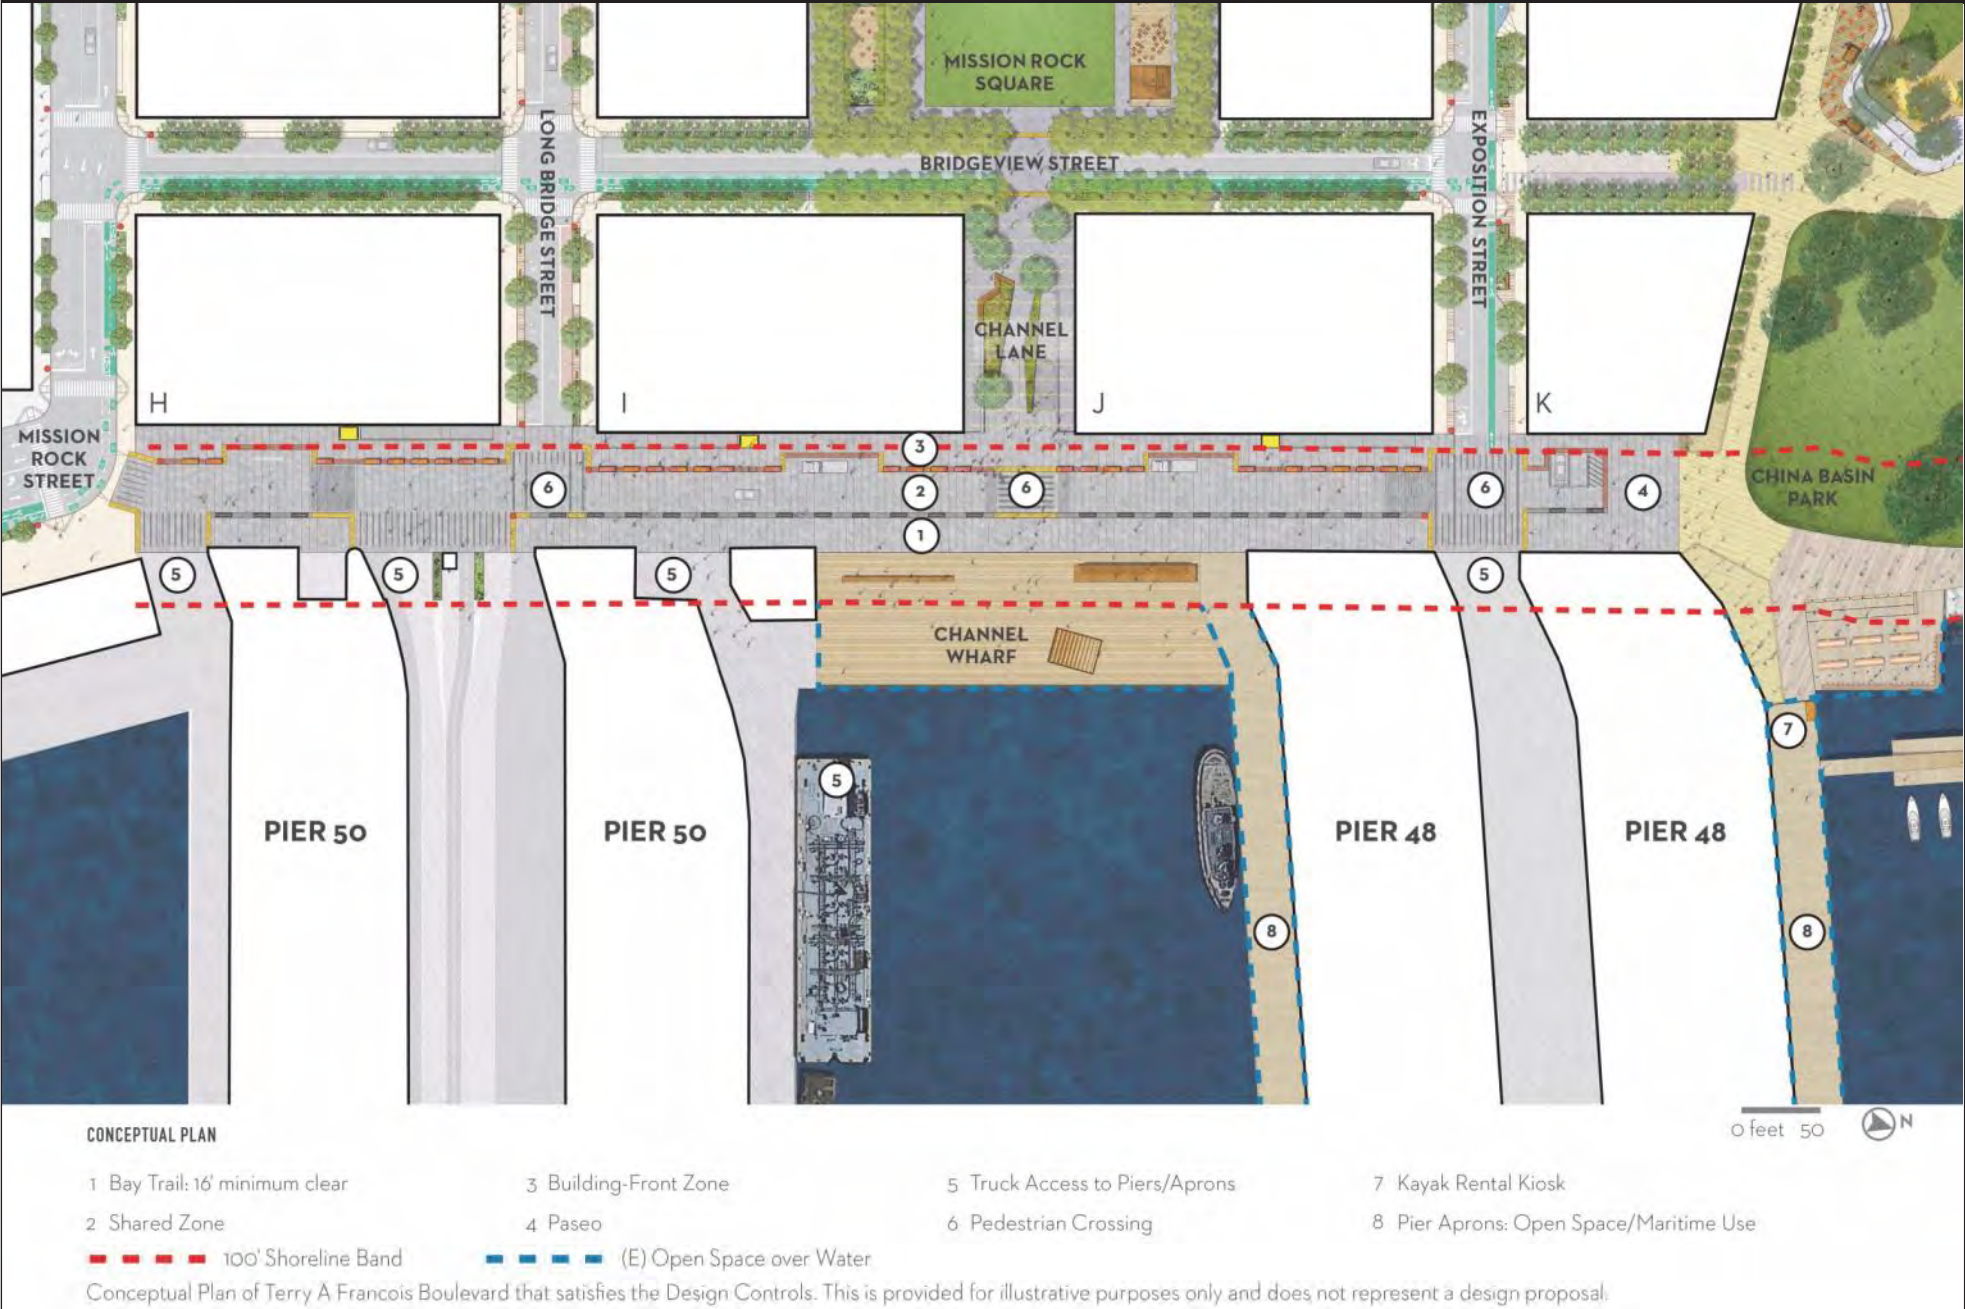 MISSION ROCK
SQUARE
BRIDGEVIEW STREET
LONG BRIDGE STREET
EXPOSITION STREET
CHANNEL
LANE
H
I
J
K
MISSION
ROCK
STREET
3
6
2
6
6
4
1
CHINA BASIN
PARK
5
5
5
5
CHANNEL
WHARF
7
5
PIER 50
PIER 50
PIER 48
PIER 48
8
8
CONCEPTUAL PLAN
0 feet 50
N
1 Bay Trail: 16' minimum clear
2 Shared Zone
3 Building-Front Zone
4 Paseo
5 Truck Access to Piers/Aprons
6 Pedestrian Crossing
7 Kayak Rental Kiosk
8 Pier Aprons: Open Space/Maritime Use
100' Shoreline Band
(E) Open Space over Water
Conceptual Plan of Terry A Francois Boulevard that satisfies the Design Controls. This is provided for illustrative purposes only and does not represent a design proposal.